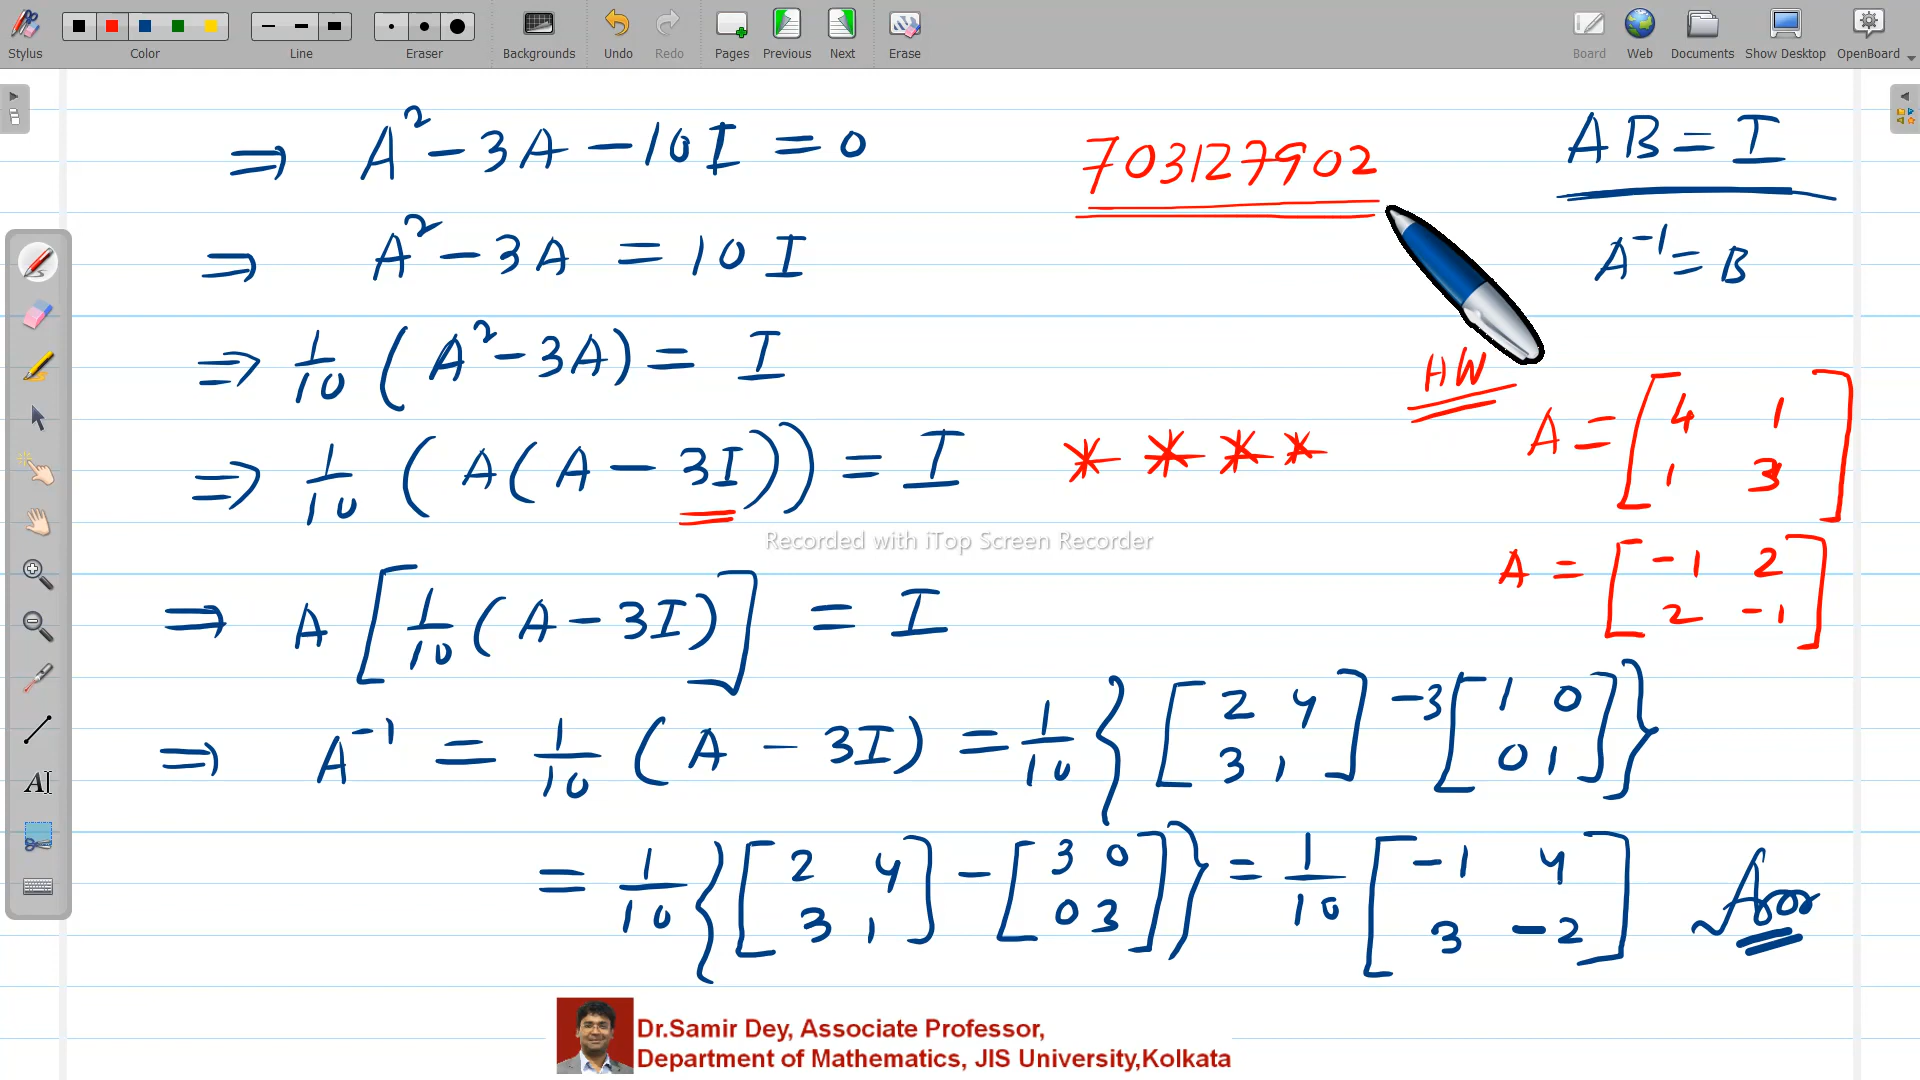 Stylus Color Line Eraser Backgrounds Undo Redo Pages Previous Next Erase Board Web Documents Show Desktop OpenBoard
⇒ A² - 3A - 10I = 0
703127902
AB = I
⇒ A² - 3A = 10 I
A⁻¹ = B
⇒ 1/10 (A² - 3A) = I
HW
A = [4 1
1 3]
⇒ 1/10 (A(A - 3I)) = I
* * * *
Recorded with iTop Screen Recorder
A = [-1 2
2 -1]
⇒ A [1/10 (A - 3I)] = I
⇒ A⁻¹ = 1/10 (A - 3I) = 1/10 {[2 4
3 1] -3 [1 0
0 1]}
= 1/10 {[2 4
3 1] - [3 0
0 3]} = 1/10 [-1 4
3 -2]
Dr.Samir Dey, Associate Professor,
Department of Mathematics, JIS University,Kolkata